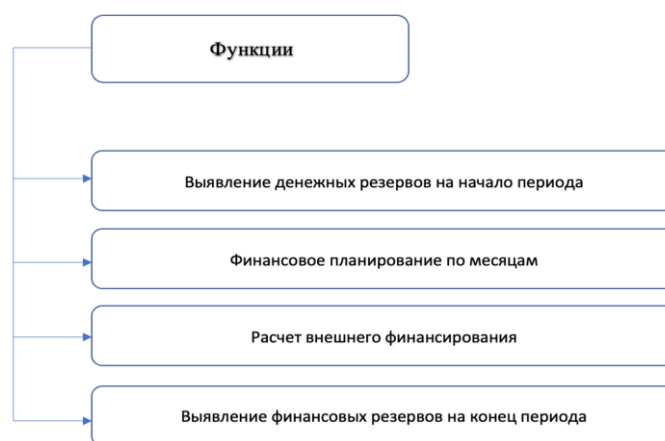 Функции
Выявление денежных резервов на начало периода
Финансовое планирование по месяцам
Расчет внешнего финансирования
Выявление финансовых резервов на конец периода